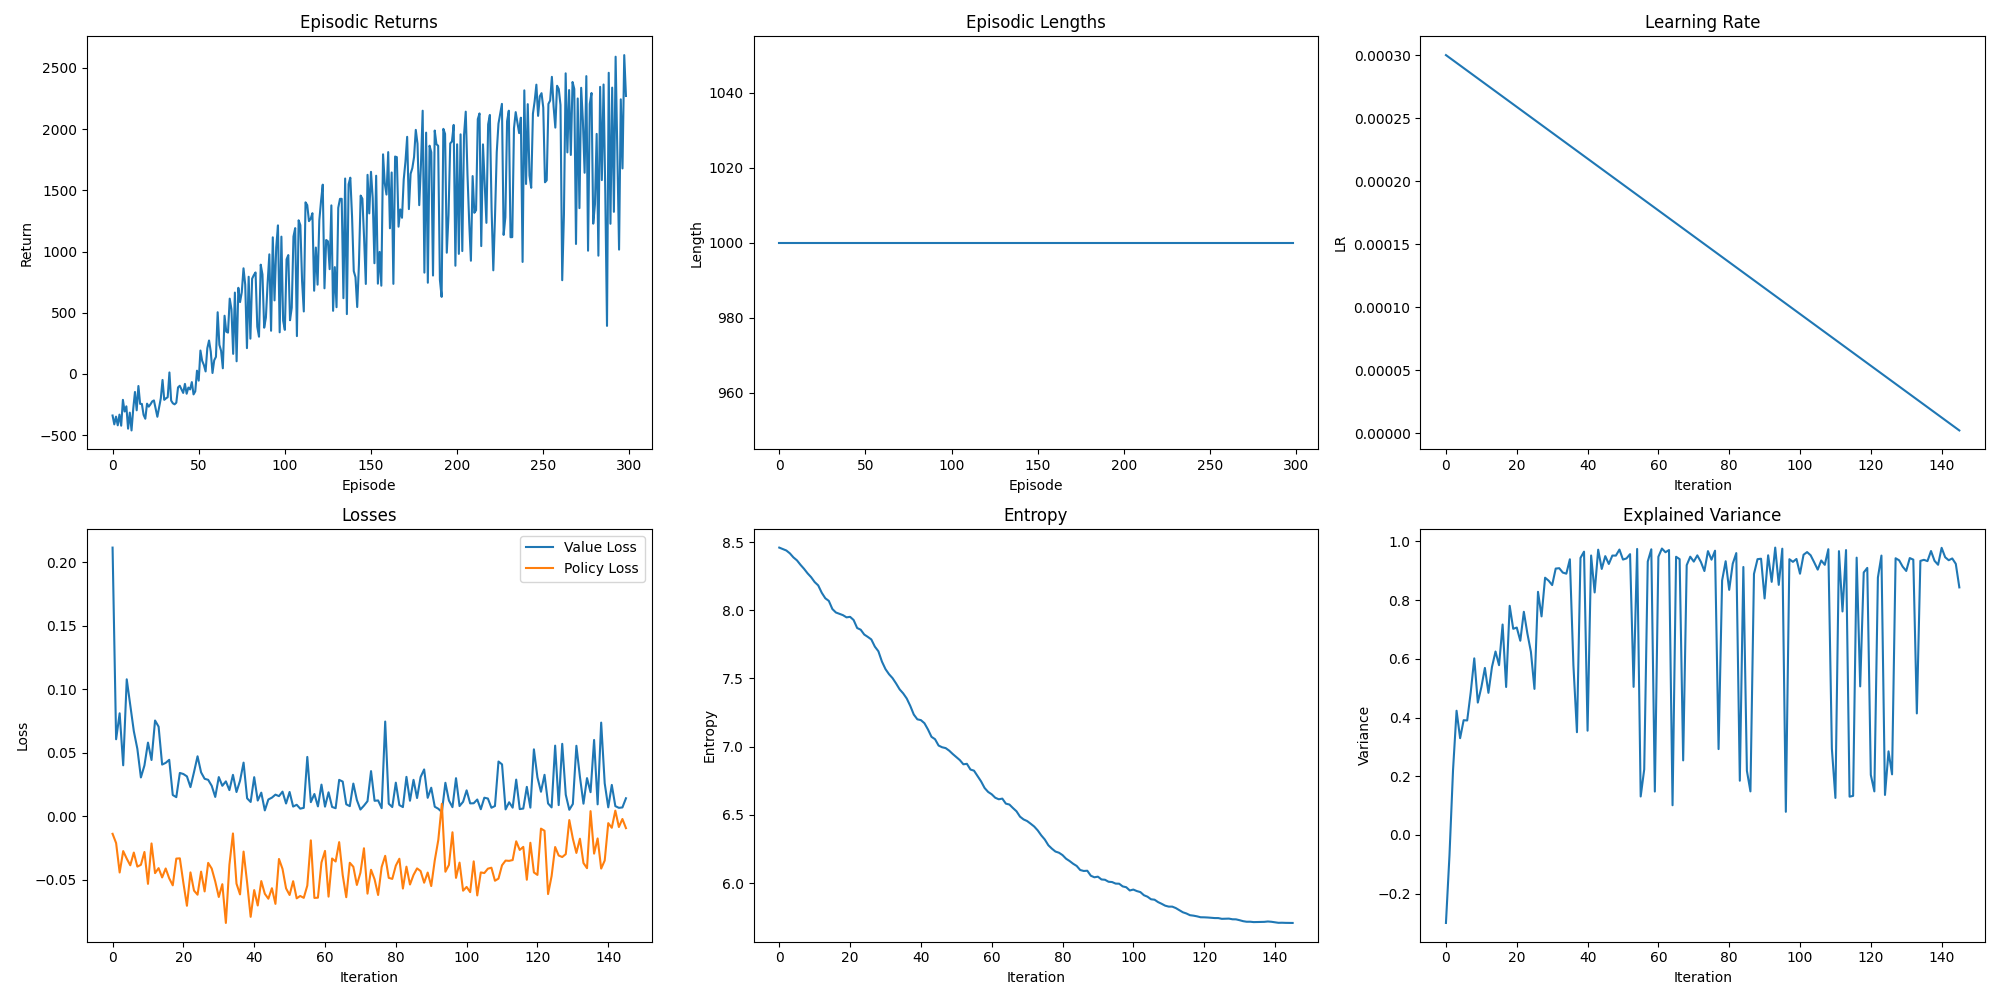 Episodic Returns
Return
2500
2000
1500
1000
500
0
−500
0 50 100 150 200 250 300
Episode
Episodic Lengths
Length
1040
1020
1000
980
960
0 50 100 150 200 250 300
Episode
Learning Rate
LR
0.00030
0.00025
0.00020
0.00015
0.00010
0.00005
0.00000
0 20 40 60 80 100 120 140
Iteration
Losses
Loss
0.20
0.15
0.10
0.05
0.00
−0.05
Value Loss
Policy Loss
0 20 40 60 80 100 120 140
Iteration
Entropy
Entropy
8.5
8.0
7.5
7.0
6.5
6.0
0 20 40 60 80 100 120 140
Iteration
Explained Variance
Variance
1.0
0.8
0.6
0.4
0.2
0.0
−0.2
0 20 40 60 80 100 120 140
Iteration